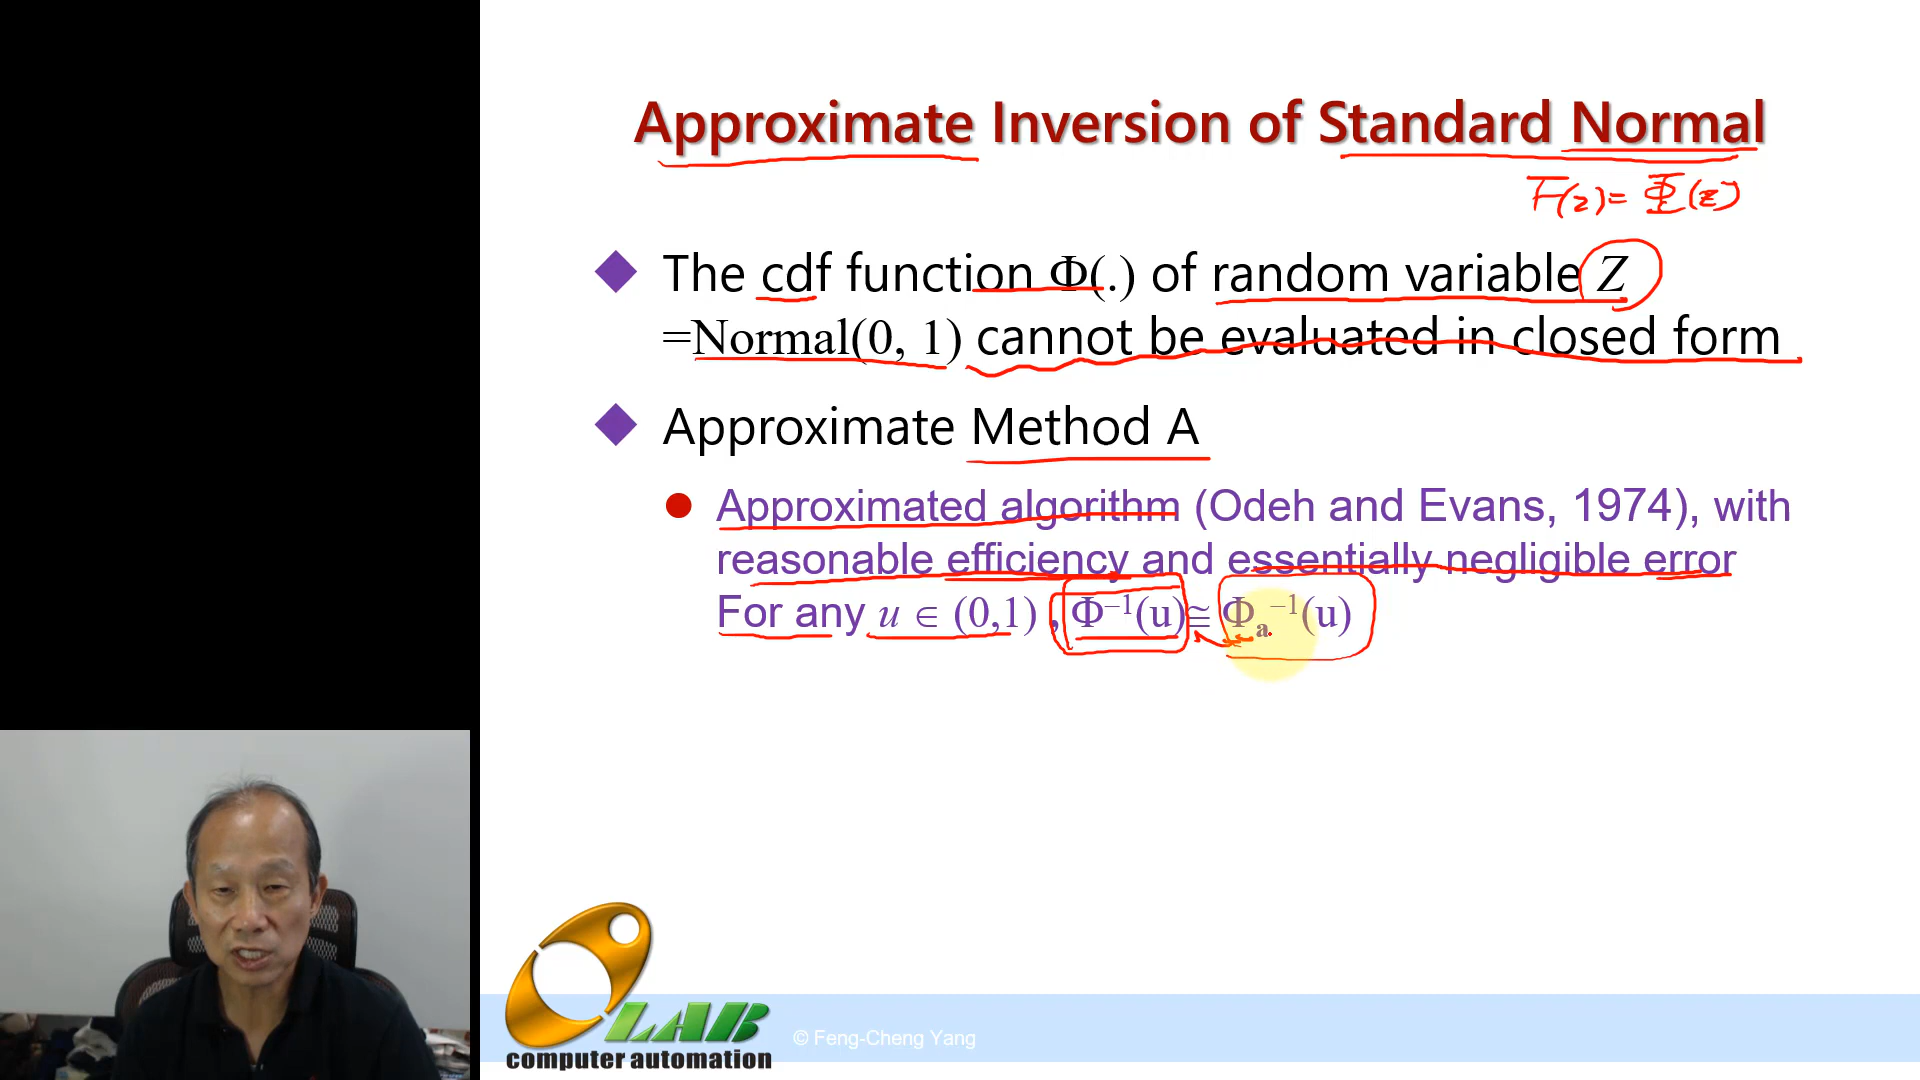 Approximate Inversion of Standard Normal
F(z)= Φ(z)
The cdf function Φ(.) of random variable Z
=Normal(0, 1) cannot be evaluated in closed form
Approximate Method A
Approximated algorithm (Odeh and Evans, 1974), with
reasonable efficiency and essentially negligible error
For any u ∈ (0,1) , Φ⁻¹(u) ≅ Φₐ⁻¹(u)
LAB
computer automation
© Feng-Cheng Yang